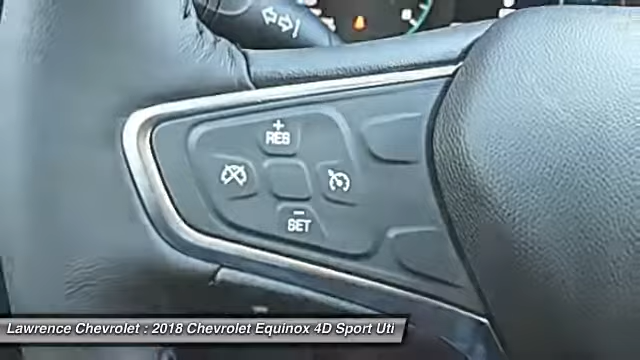 +
RES
−
SET
Lawrence Chevrolet : 2018 Chevrolet Equinox 4D Sport Uti